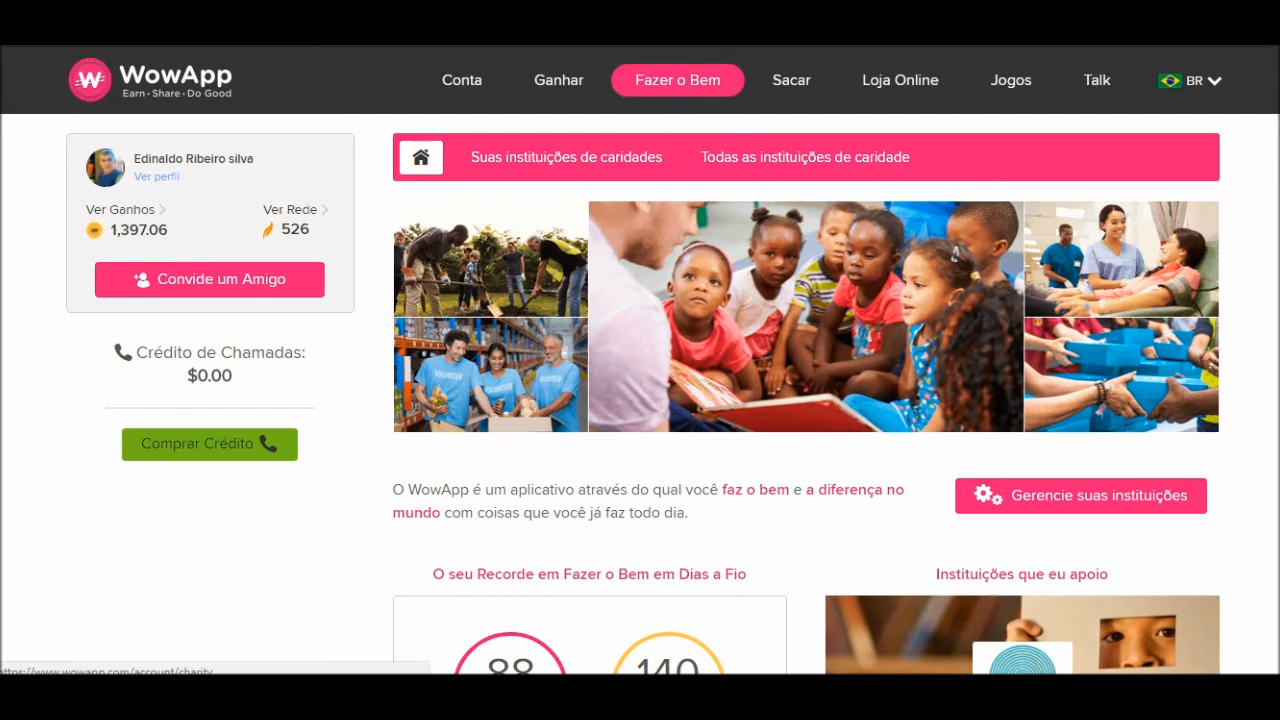 WowApp
Earn · Share · Do Good
Conta
Ganhar
Fazer o Bem
Sacar
Loja Online
Jogos
Talk
BR
Edinaldo Ribeiro silva
Ver perfil
Ver Ganhos
Ver Rede
1,397.06
526
Convide um Amigo
Crédito de Chamadas:
$0.00
Comprar Crédito
Suas instituições de caridades
Todas as instituições de caridade
VOLUNTEER
O WowApp é um aplicativo através do qual você faz o bem e a diferença no
mundo com coisas que você já faz todo dia.
Gerencie suas instituições
O seu Recorde em Fazer o Bem em Dias a Fio
Instituições que eu apoio
88
140
https://www.wowapp.com/account/charity